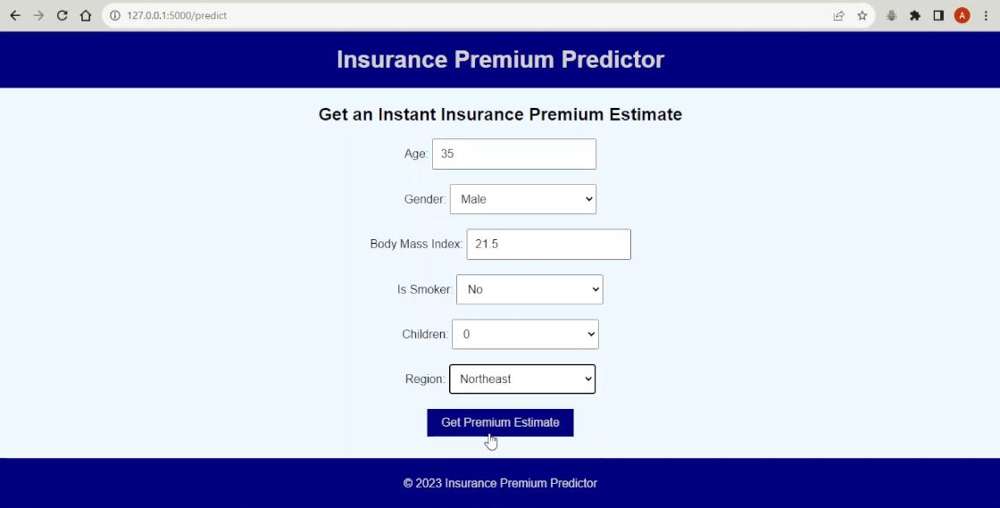 127.0.0.1:5000/predict
A
Insurance Premium Predictor
Get an Instant Insurance Premium Estimate
Age: 35
Gender: Male
Body Mass Index: 21.5
Is Smoker: No
Children: 0
Region: Northeast
Get Premium Estimate
© 2023 Insurance Premium Predictor